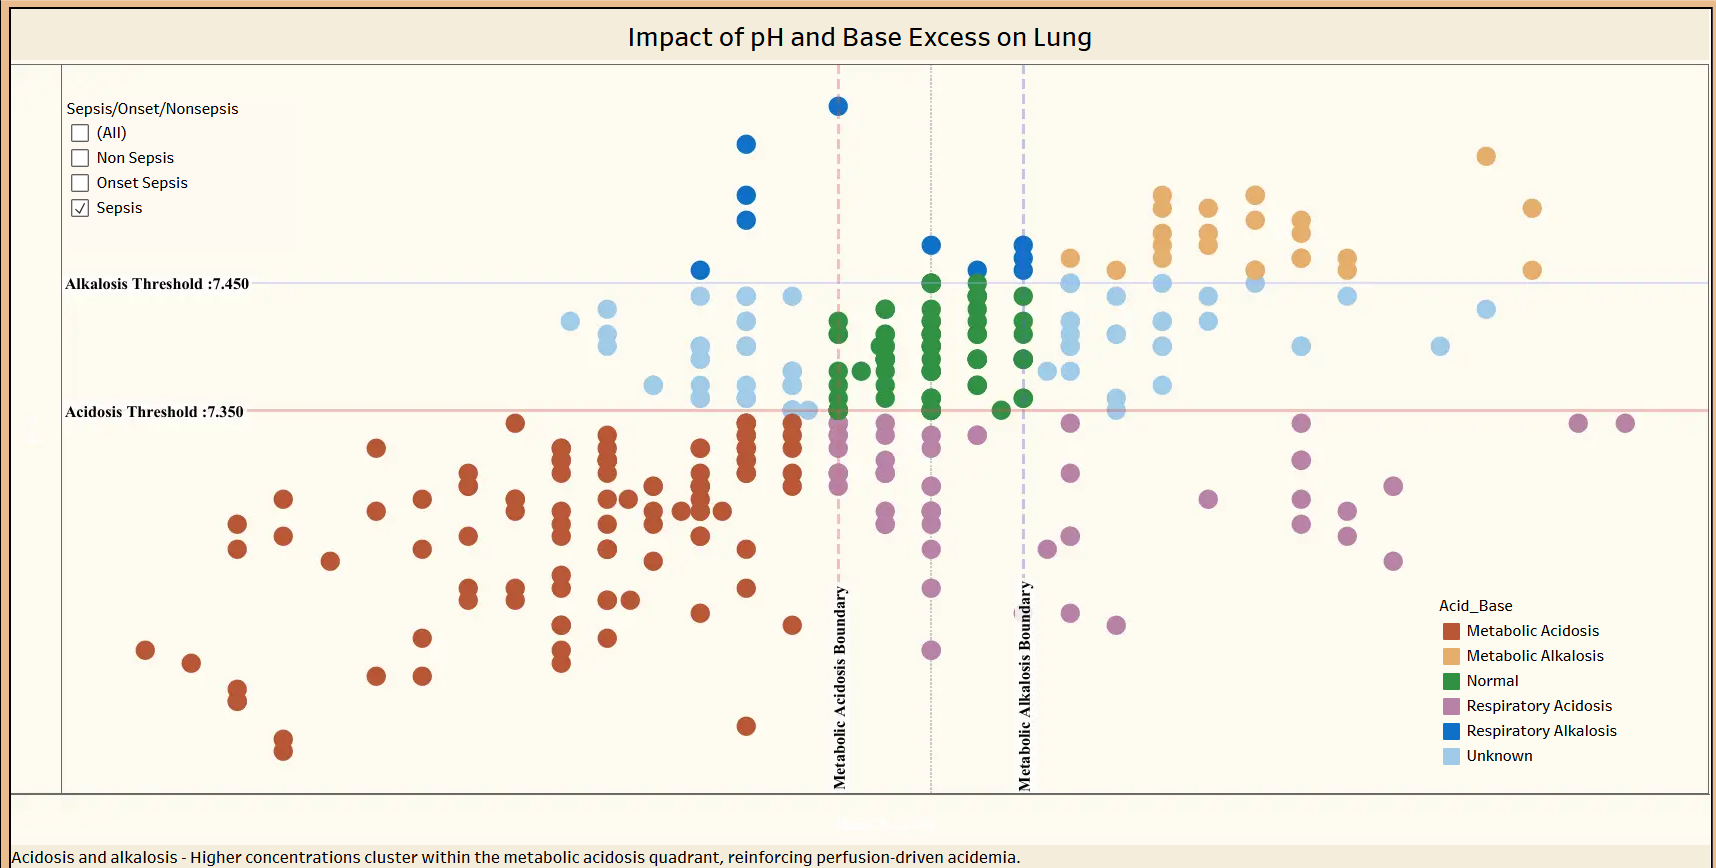 Impact of pH and Base Excess on Lung
Sepsis/Onset/Nonsepsis
(All)
Non Sepsis
Onset Sepsis
Sepsis
Alkalosis Threshold :7.450
Acidosis Threshold :7.350
Metabolic Acidosis Boundary
Metabolic Alkalosis Boundary
Acid_Base
Metabolic Acidosis
Metabolic Alkalosis
Normal
Respiratory Acidosis
Respiratory Alkalosis
Unknown
Acidosis and alkalosis - Higher concentrations cluster within the metabolic acidosis quadrant, reinforcing perfusion-driven acidemia.